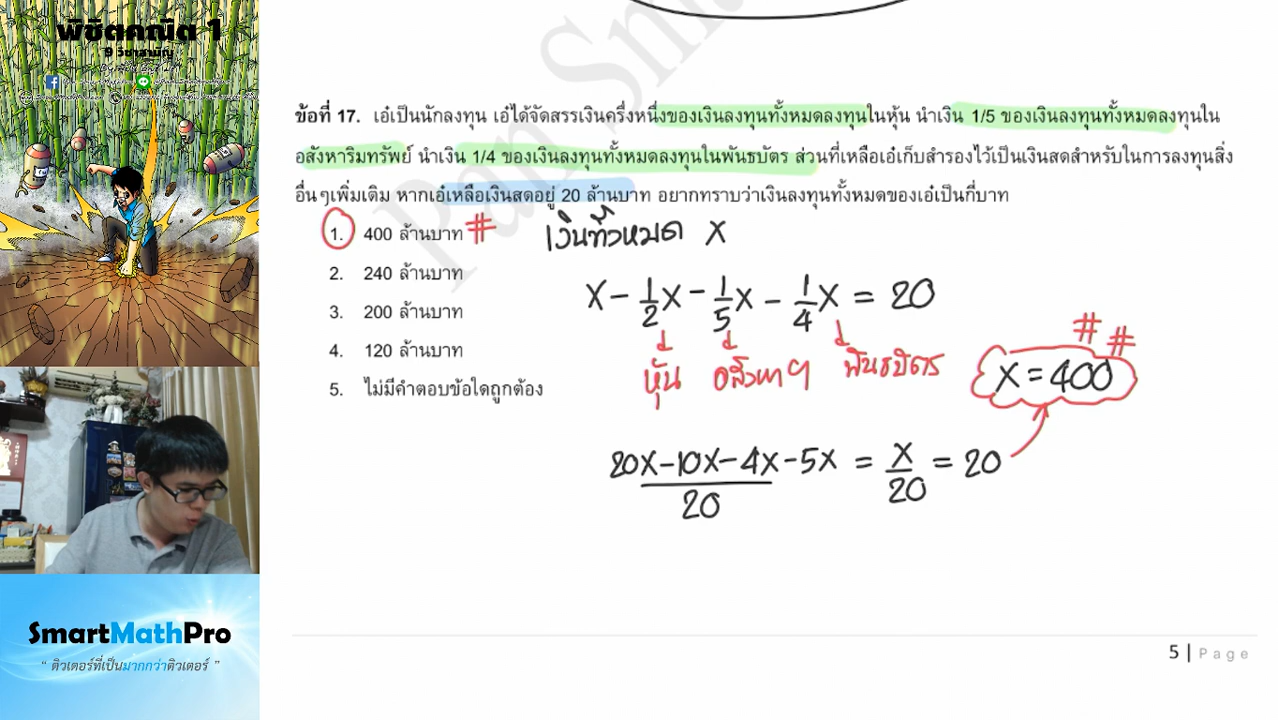 พิชิตคณิต 1
9 วิชาสามัญ
ข้อที่ 17. เอ๋เป็นนักลงทุน เอ๋ได้จัดสรรเงินครึ่งหนึ่งของเงินลงทุนทั้งหมดลงทุนในหุ้น นำเงิน 1/5 ของเงินลงทุนทั้งหมดลงทุนใน
อสังหาริมทรัพย์ นำเงิน 1/4 ของเงินลงทุนทั้งหมดลงทุนในพันธบัตร ส่วนที่เหลือเอ๋เก็บสำรองไว้เป็นเงินสดสำหรับในการลงทุนสิ่ง
อื่นๆเพิ่มเติม หากเอ๋เหลือเงินสดอยู่ 20 ล้านบาท อยากทราบว่าเงินลงทุนทั้งหมดของเอ๋เป็นกี่บาท
1. 400 ล้านบาท #
2. 240 ล้านบาท
3. 200 ล้านบาท
4. 120 ล้านบาท
5. ไม่มีคำตอบข้อใดถูกต้อง
เงินทั้งหมด x
x - 1/2x - 1/5x - 1/4x = 20
หุ้น อสังหาฯ พันธบัตร
x = 400 ##
20x-10x-4x-5x / 20 = x/20 = 20
SmartMathPro
“ ติวเตอร์ที่เป็นมากกว่าติวเตอร์ ”
5 | Page